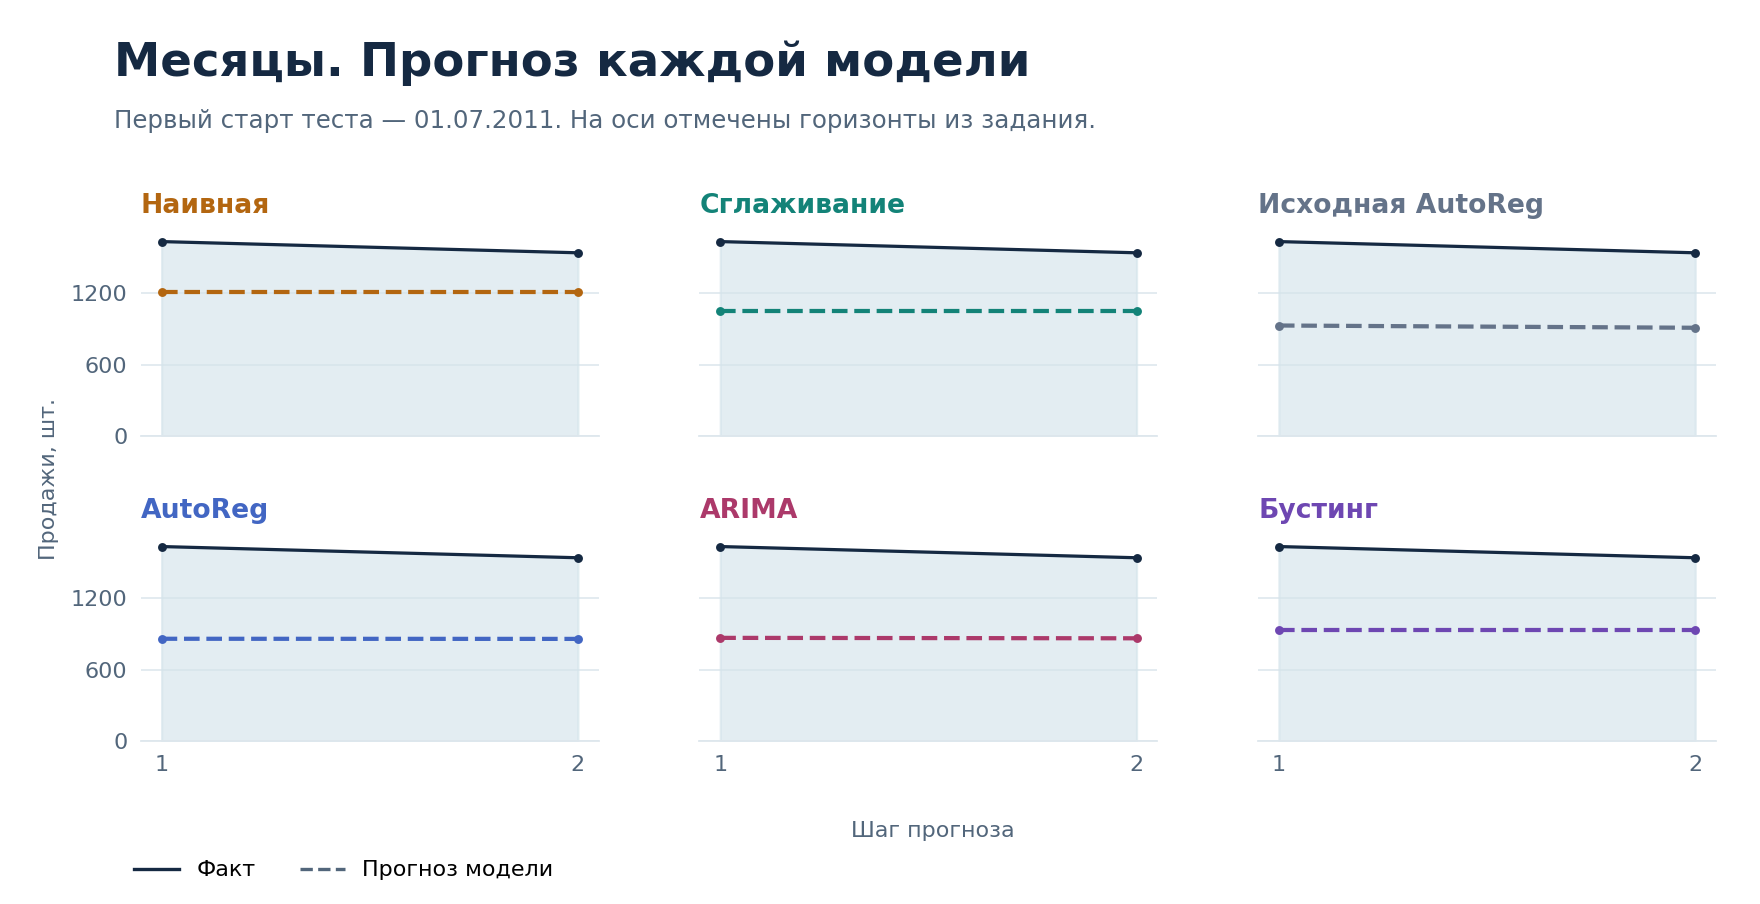 Месяцы. Прогноз каждой модели
Первый старт теста — 01.07.2011. На оси отмечены горизонты из задания.
Наивная
Сглаживание
Исходная AutoReg
1200
600
0
Продажи, шт.
AutoReg
ARIMA
Бустинг
1200
600
0
1
2
1
2
1
2
Шаг прогноза
Факт
Прогноз модели